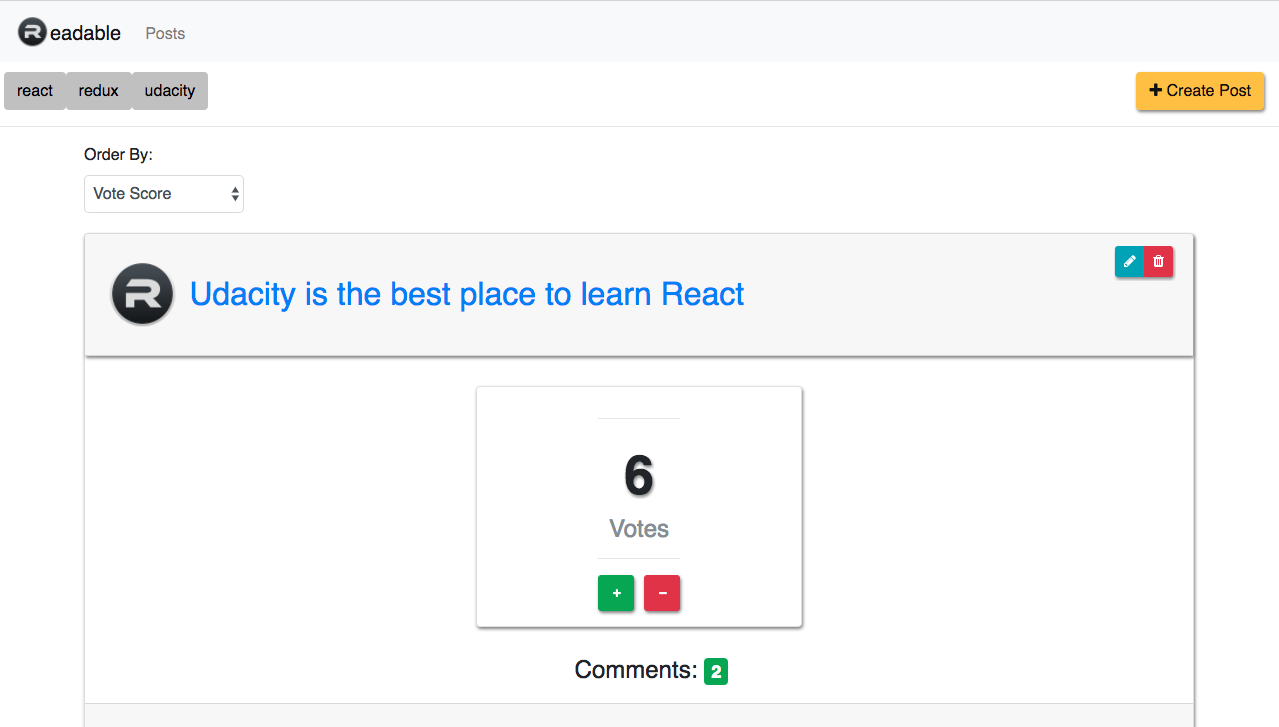 Readable Posts
react redux udacity + Create Post
Order By:
Vote Score
R Udacity is the best place to learn React
6
Votes
+ -
Comments: 2